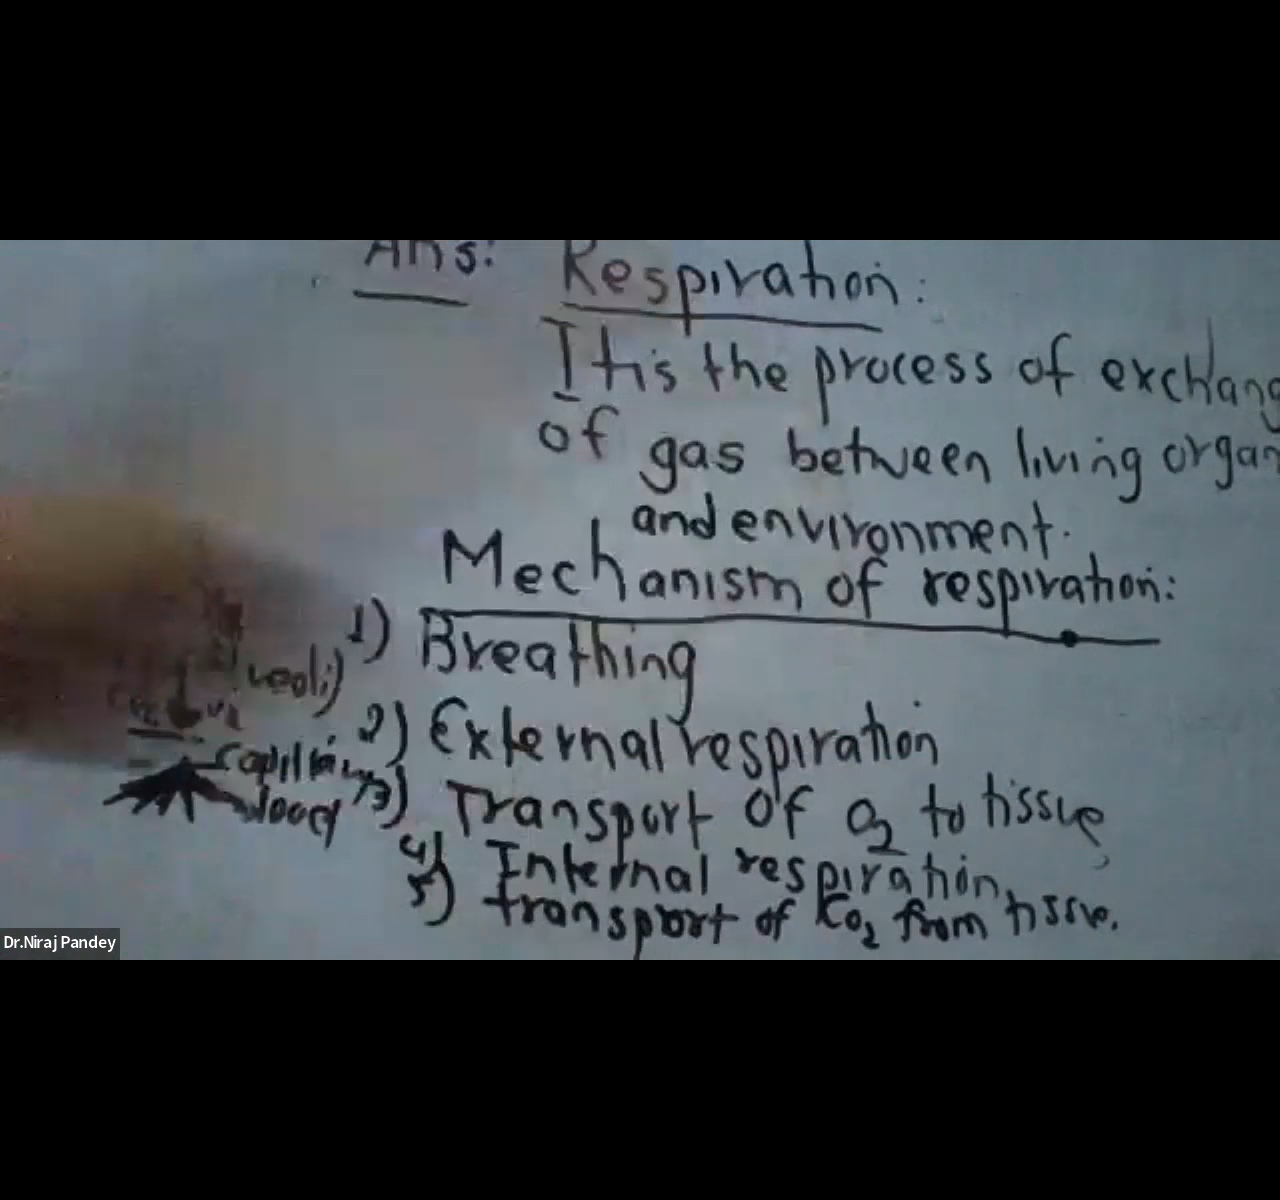 Ans: Respiration:
It is the process of exchang
of gas between living organ
and environment.
Mechanism of respiration:
1) Breathing
2) External respiration
3) Transport of O2 to tissue
4) Internal respiration,
5) transport of CO2 from tissue.
veoli)
capillary
Dr.Niraj Pandey